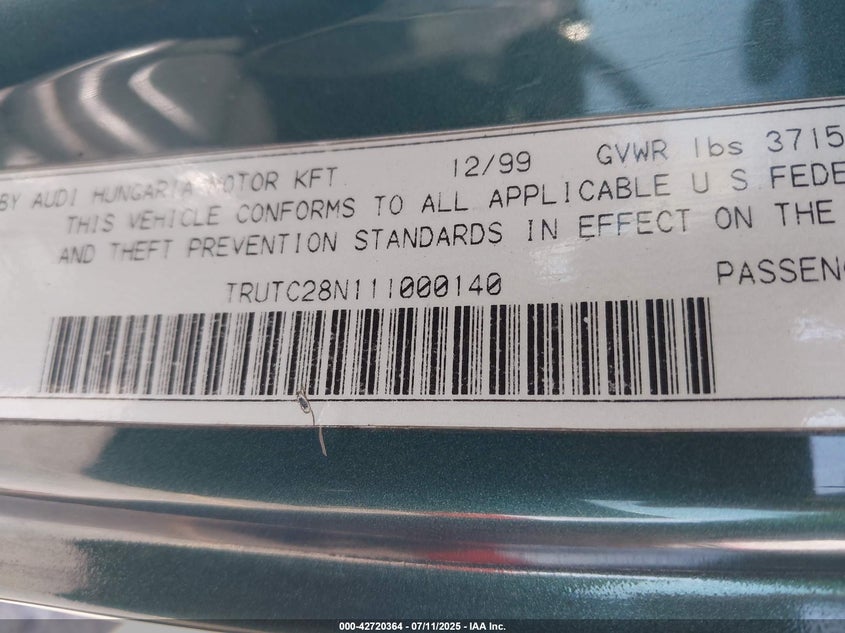 BY AUDI HUNGARIA MOTOR KFT 12/99 GVWR lbs 3715
THIS VEHICLE CONFORMS TO ALL APPLICABLE U S FEDE
AND THEFT PREVENTION STANDARDS IN EFFECT ON THE
TRUTC28N111000140 PASSENG
000-42720364 - 07/11/2025 - IAA Inc.